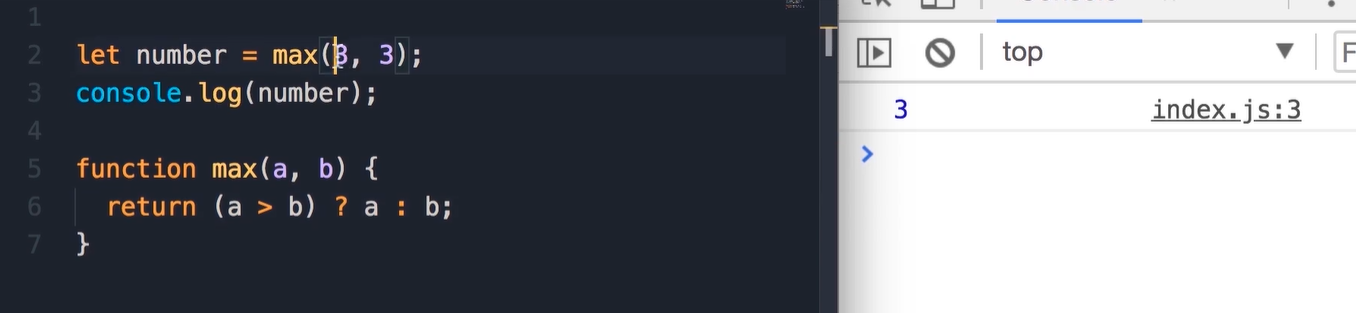 1
2 let number = max(3, 3);
3 console.log(number);
4
5 function max(a, b) {
6 return (a > b) ? a : b;
7 }
top
3 index.js:3
>